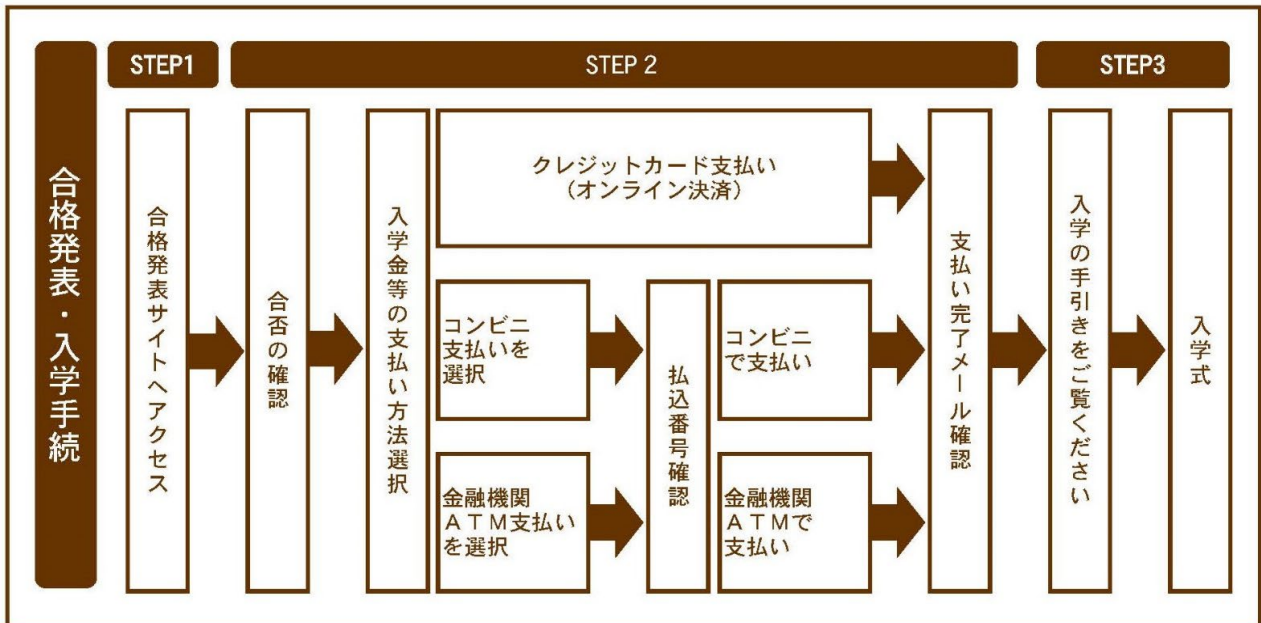 合格発表・入学手続
STEP1
STEP 2
STEP3
合格発表サイトへアクセス
合否の確認
入学金等の支払い方法選択
クレジットカード支払い
（オンライン決済）
コンビニ
支払いを
選択
金融機関
ＡＴＭ支払い
を選択
払込番号確認
コンビニ
で支払い
金融機関
ＡＴＭで
支払い
支払い完了メール確認
入学の手引きをご覧ください
入学式